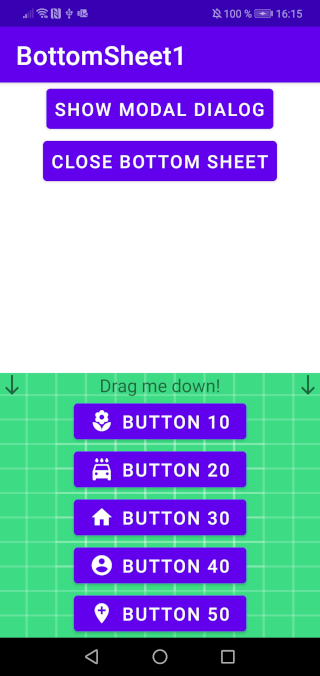 100 % 16:15
BottomSheet1
SHOW MODAL DIALOG
CLOSE BOTTOM SHEET
Drag me down!
BUTTON 10
BUTTON 20
BUTTON 30
BUTTON 40
BUTTON 50